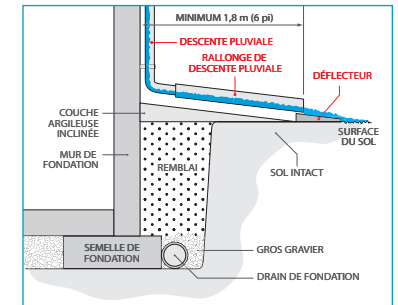 MINIMUM 1,8 m (6 pi)
DESCENTE PLUVIALE
RALLONGE DE
DESCENTE PLUVIALE
DÉFLECTEUR
COUCHE
ARGILEUSE
INCLINÉE
SURFACE
DU SOL
MUR DE
FONDATION
REMBLAI
SOL INTACT
SEMELLE DE
FONDATION
GROS GRAVIER
DRAIN DE FONDATION